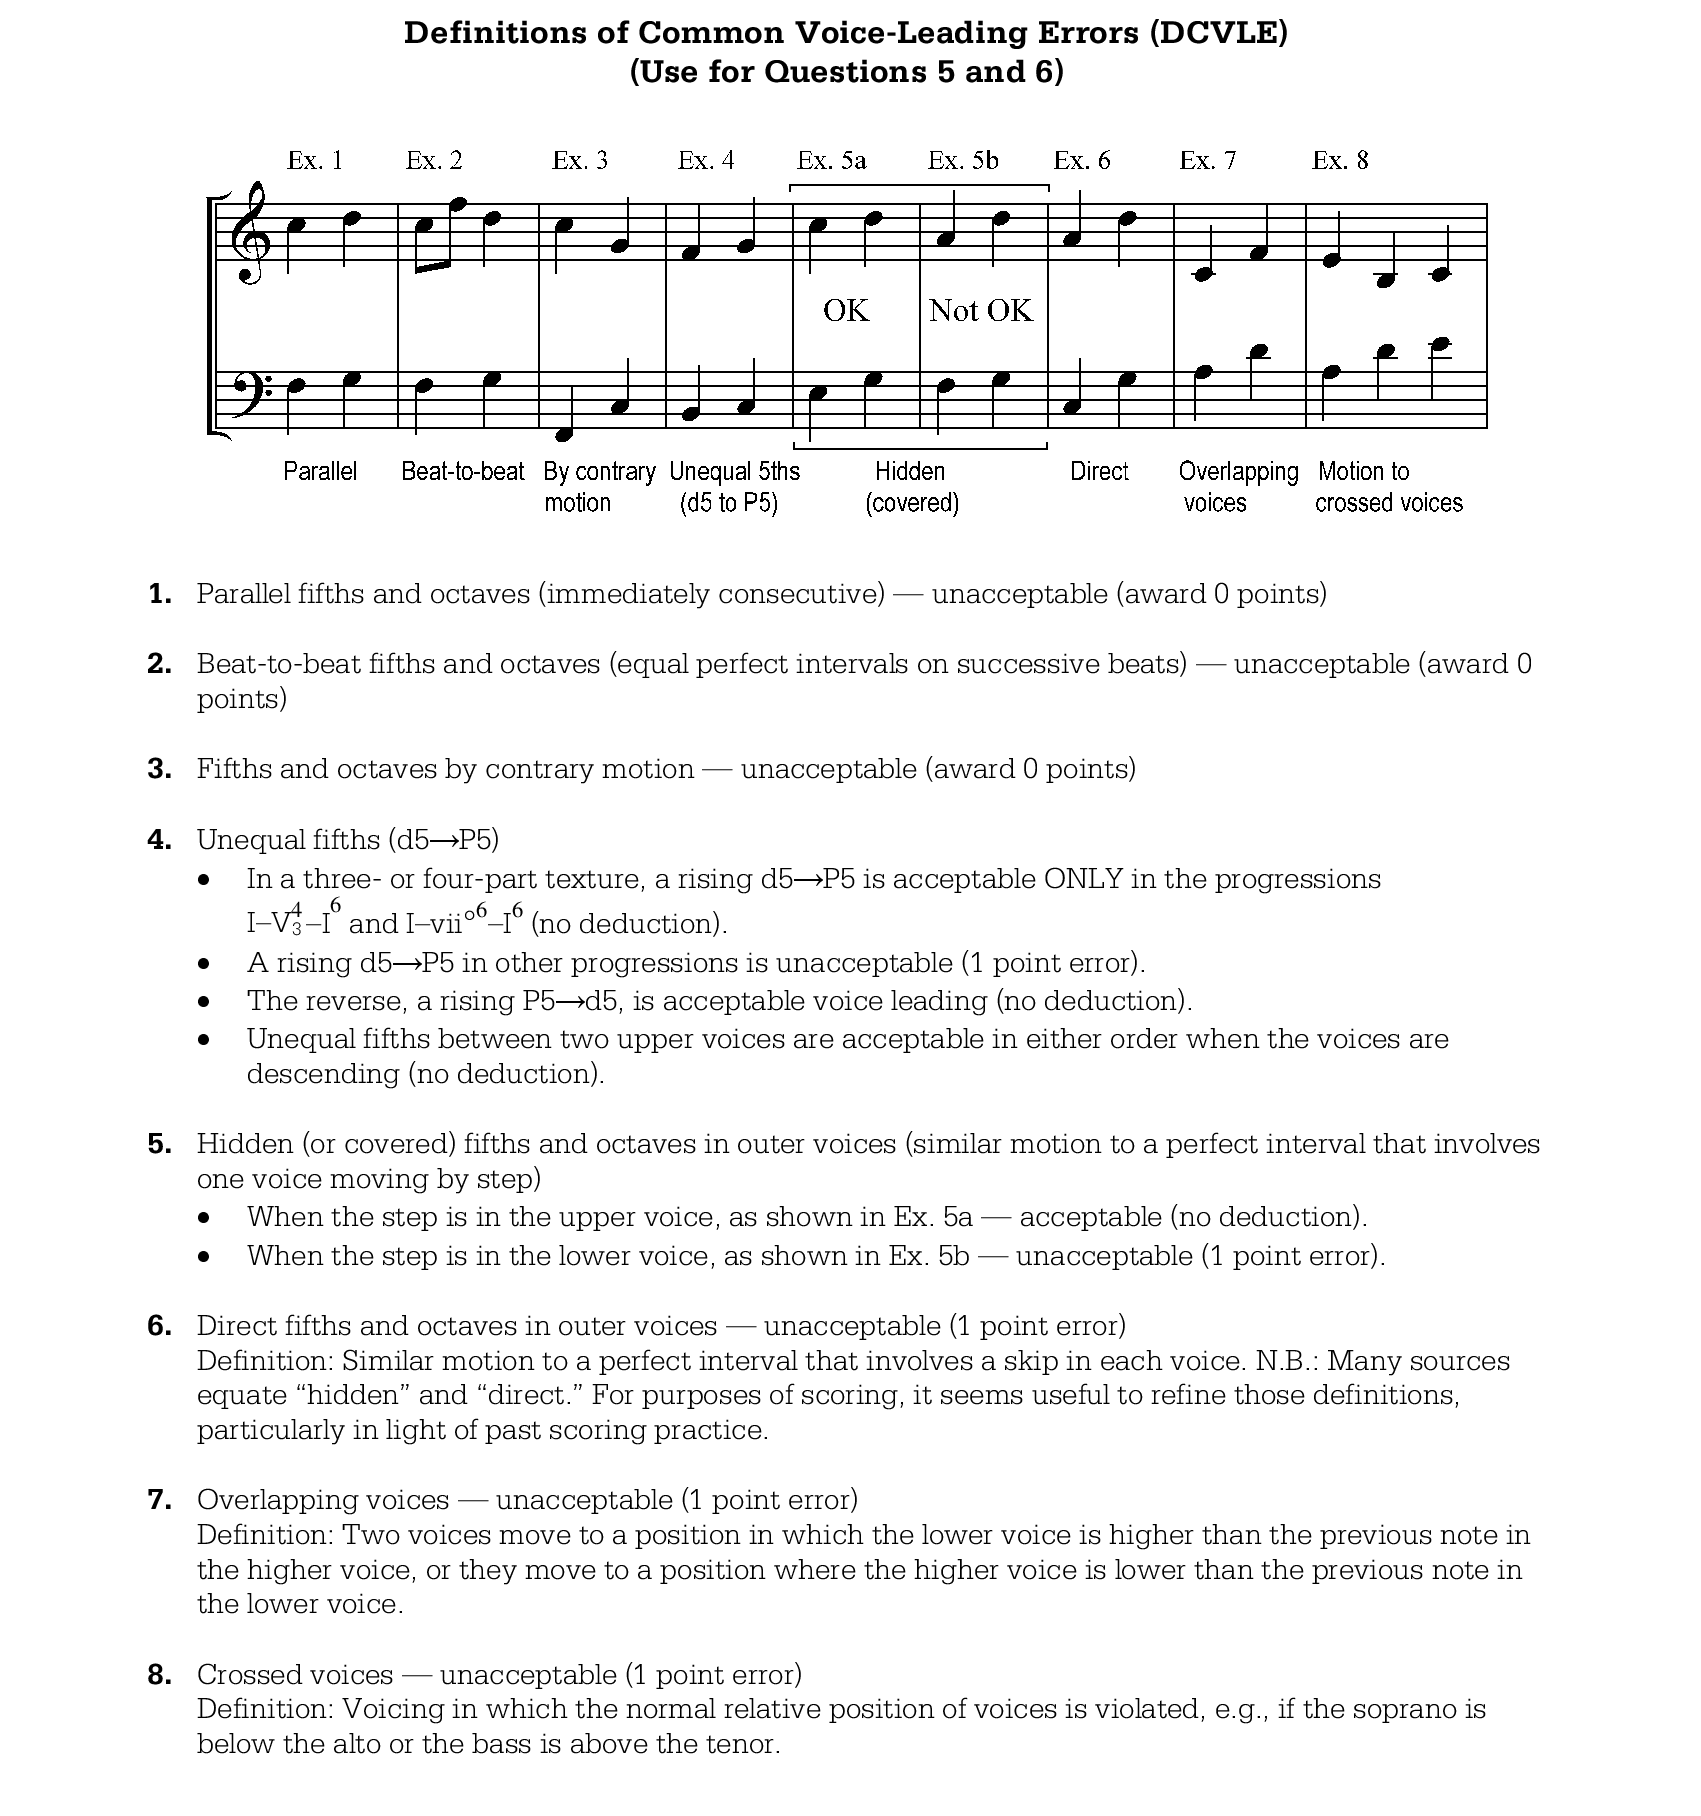 Definitions of Common Voice-Leading Errors (DCVLE)
(Use for Questions 5 and 6)
Ex. 1 Ex. 2 Ex. 3 Ex. 4 Ex. 5a Ex. 5b Ex. 6 Ex. 7 Ex. 8
OK Not OK
Parallel Beat-to-beat By contrary Unequal 5ths Hidden Direct Overlapping Motion to
motion (d5 to P5) (covered) voices crossed voices
1. Parallel fifths and octaves (immediately consecutive) — unacceptable (award 0 points)
2. Beat-to-beat fifths and octaves (equal perfect intervals on successive beats) — unacceptable (award 0
points)
3. Fifths and octaves by contrary motion — unacceptable (award 0 points)
4. Unequal fifths (d5→P5)
• In a three- or four-part texture, a rising d5→P5 is acceptable ONLY in the progressions
I–V⁴₃–I⁶ and I–vii°⁶–I⁶ (no deduction).
• A rising d5→P5 in other progressions is unacceptable (1 point error).
• The reverse, a rising P5→d5, is acceptable voice leading (no deduction).
• Unequal fifths between two upper voices are acceptable in either order when the voices are
descending (no deduction).
5. Hidden (or covered) fifths and octaves in outer voices (similar motion to a perfect interval that involves
one voice moving by step)
• When the step is in the upper voice, as shown in Ex. 5a — acceptable (no deduction).
• When the step is in the lower voice, as shown in Ex. 5b — unacceptable (1 point error).
6. Direct fifths and octaves in outer voices — unacceptable (1 point error)
Definition: Similar motion to a perfect interval that involves a skip in each voice. N.B.: Many sources
equate “hidden” and “direct.” For purposes of scoring, it seems useful to refine those definitions,
particularly in light of past scoring practice.
7. Overlapping voices — unacceptable (1 point error)
Definition: Two voices move to a position in which the lower voice is higher than the previous note in
the higher voice, or they move to a position where the higher voice is lower than the previous note in
the lower voice.
8. Crossed voices — unacceptable (1 point error)
Definition: Voicing in which the normal relative position of voices is violated, e.g., if the soprano is
below the alto or the bass is above the tenor.